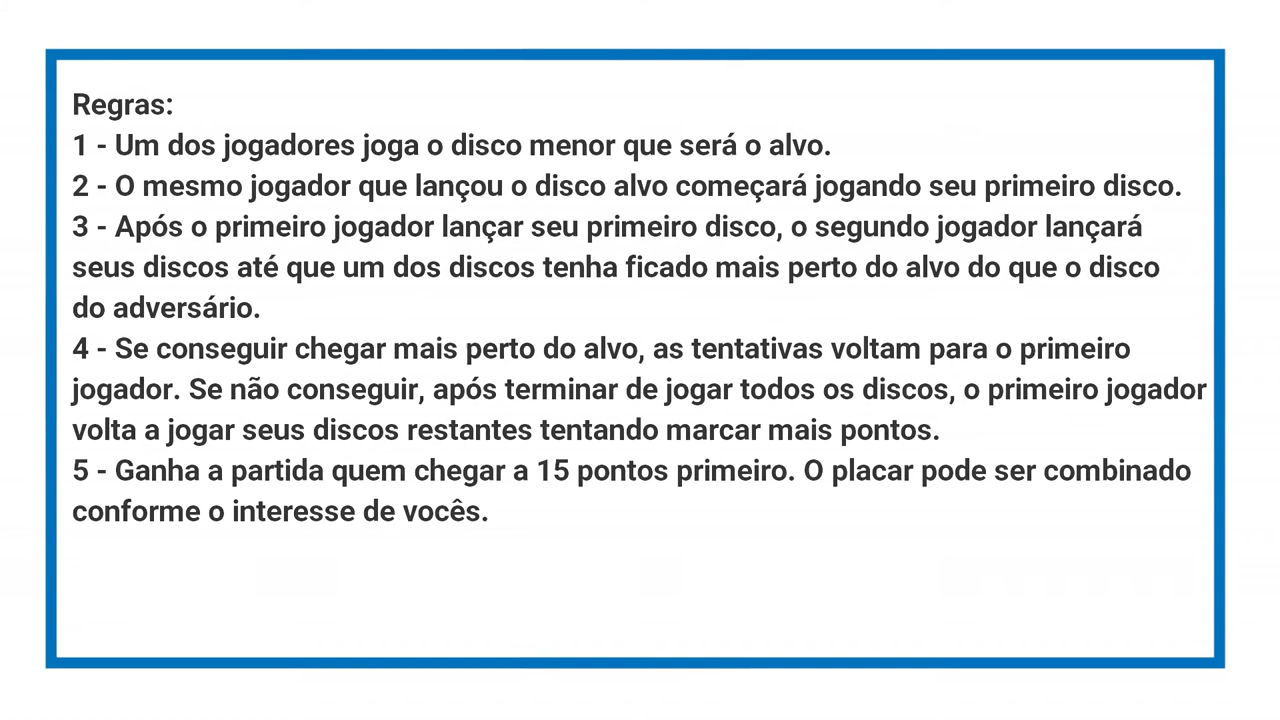 Regras:
1 - Um dos jogadores joga o disco menor que será o alvo.
2 - O mesmo jogador que lançou o disco alvo começará jogando seu primeiro disco.
3 - Após o primeiro jogador lançar seu primeiro disco, o segundo jogador lançará
seus discos até que um dos discos tenha ficado mais perto do alvo do que o disco
do adversário.
4 - Se conseguir chegar mais perto do alvo, as tentativas voltam para o primeiro
jogador. Se não conseguir, após terminar de jogar todos os discos, o primeiro jogador
volta a jogar seus discos restantes tentando marcar mais pontos.
5 - Ganha a partida quem chegar a 15 pontos primeiro. O placar pode ser combinado
conforme o interesse de vocês.